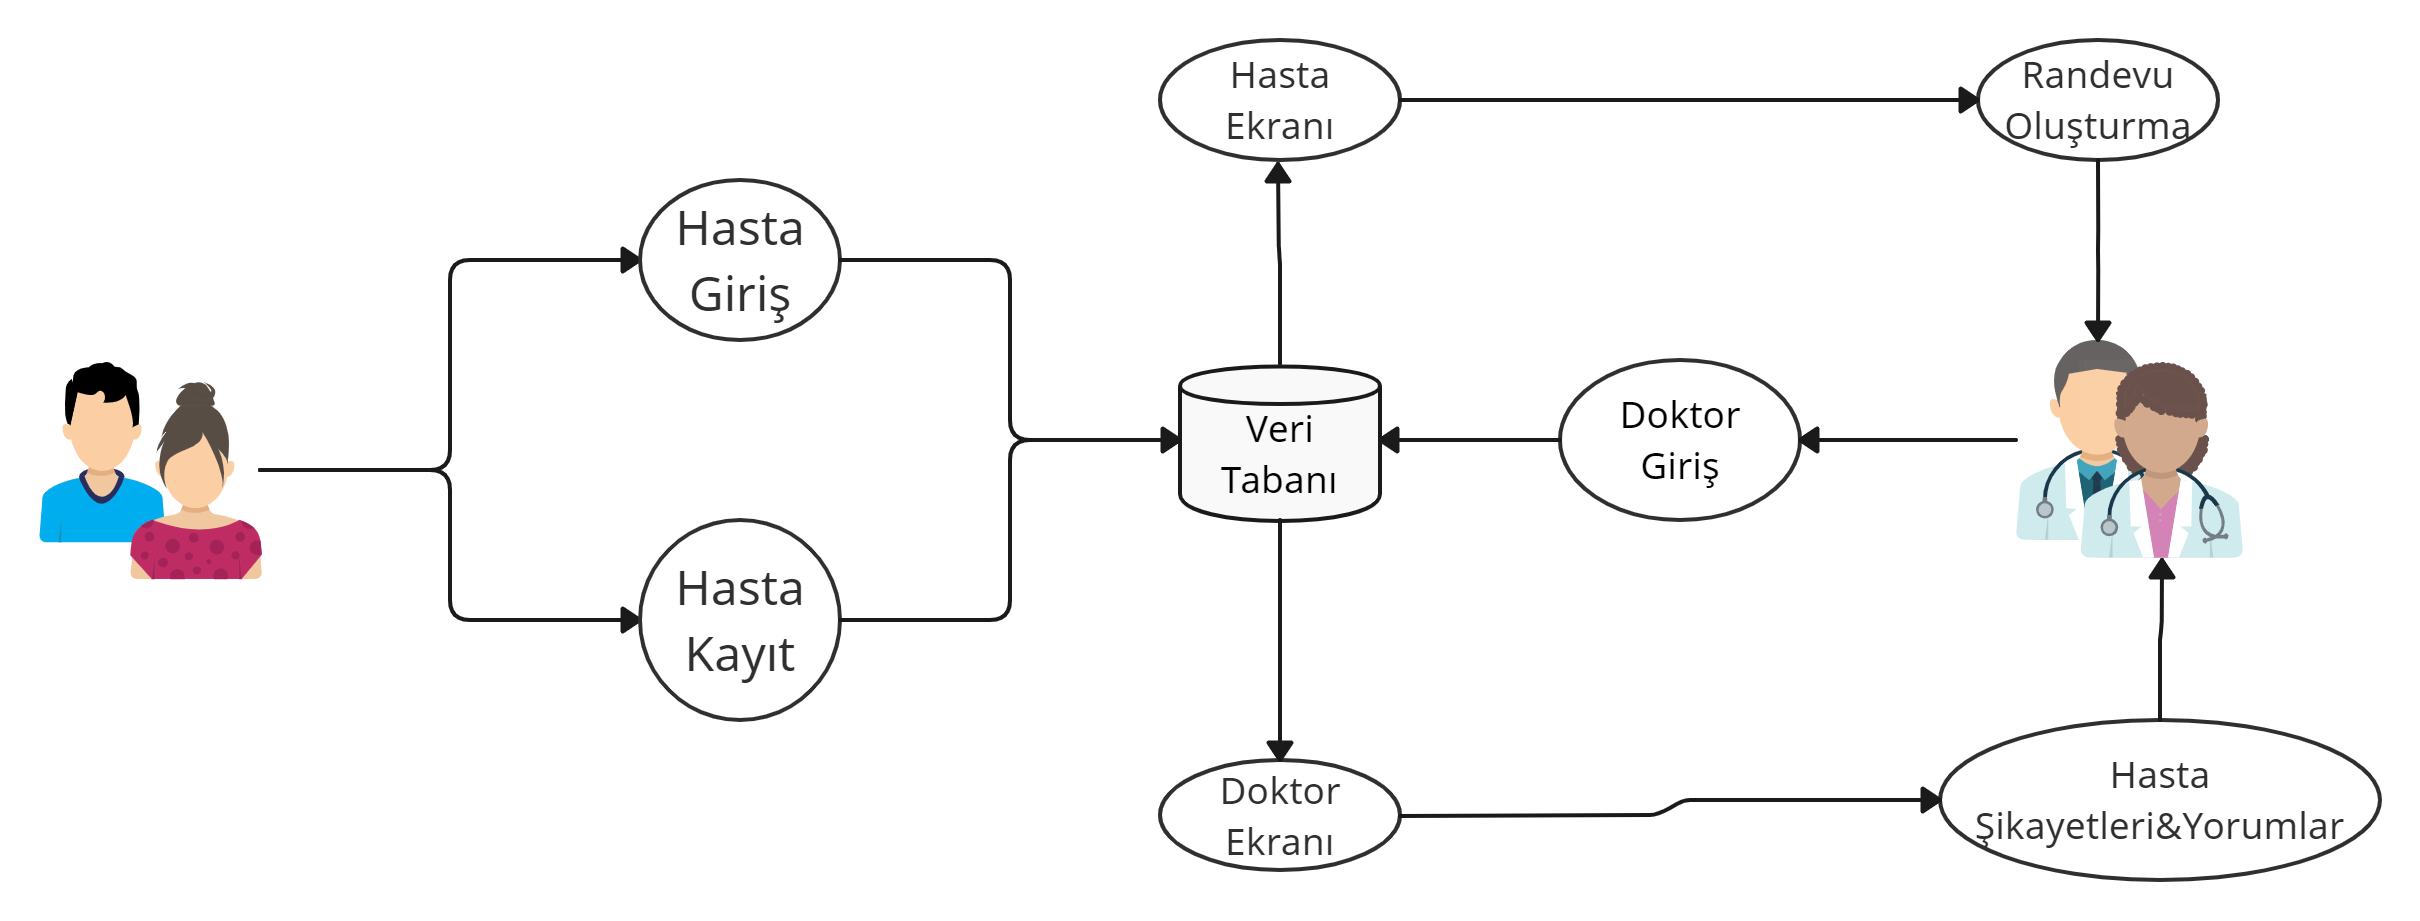 Hasta
Ekranı
Randevu
Oluşturma
Hasta
Giriş
Veri
Tabanı
Doktor
Giriş
Hasta
Kayıt
Doktor
Ekranı
Hasta
Şikayetleri&Yorumlar